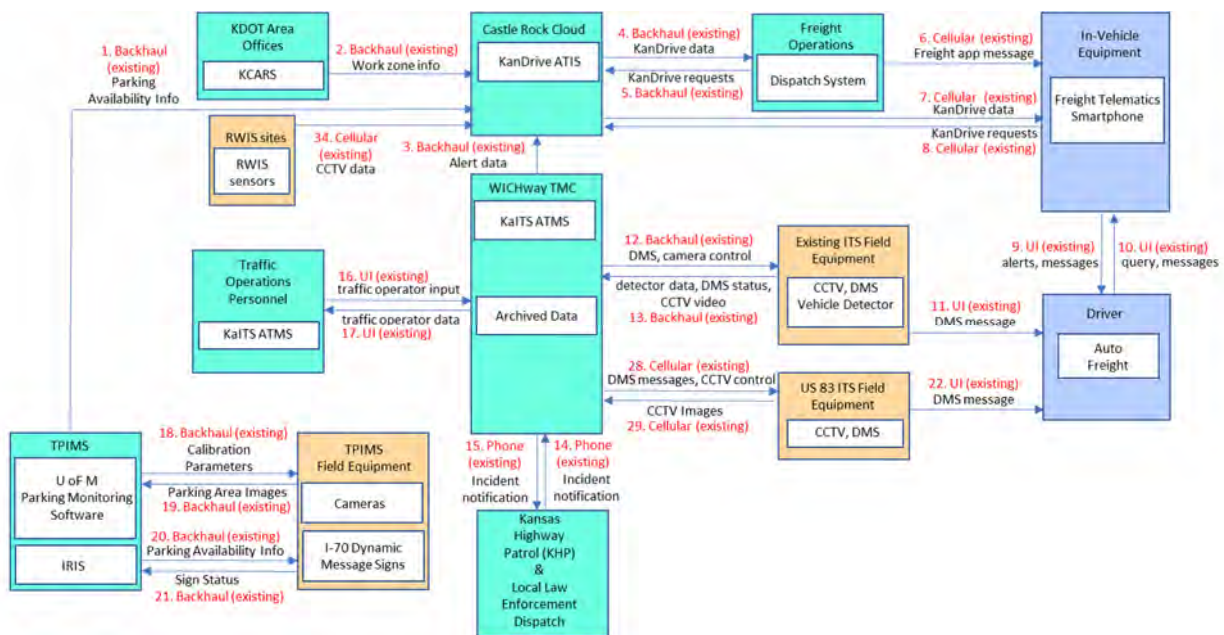 KDOT Area
Offices
KCARS
1. Backhaul
(existing)
Parking
Availability Info
2. Backhaul (existing)
Work zone info
Castle Rock Cloud
KanDrive ATIS
4. Backhaul (existing)
KanDrive data
KanDrive requests
5. Backhaul (existing)
Freight Operations
Dispatch System
6. Cellular (existing)
Freight app message
In-Vehicle
Equipment
Freight Telematics
Smartphone
7. Cellular (existing)
KanDrive data
KanDrive requests
8. Cellular (existing)
RWIS sites
RWIS
sensors
34. Cellular
(existing)
CCTV data
3. Backhaul (existing)
Alert data
WICHway TMC
KaITS ATMS
Archived Data
Traffic
Operations
Personnel
KaITS ATMS
16. UI (existing)
traffic operator input
traffic operator data
17. UI (existing)
12. Backhaul (existing)
DMS, camera control
detector data, DMS status,
CCTV video
13. Backhaul (existing)
Existing ITS Field
Equipment
CCTV, DMS
Vehicle Detector
9. UI (existing)
alerts, messages
10. UI (existing)
query, messages
11. UI (existing)
DMS message
Driver
Auto
Freight
28. Cellular (existing)
DMS messages, CCTV control
CCTV Images
29. Cellular (existing)
US 83 ITS Field
Equipment
CCTV, DMS
22. UI (existing)
DMS message
TPIMS
U oF M
Parking Monitoring
Software
IRIS
18. Backhaul (existing)
Calibration
Parameters
Parking Area Images
19. Backhaul (existing)
20. Backhaul (existing)
Parking Availability Info
Sign Status
21. Backhaul (existing)
TPIMS
Field Equipment
Cameras
I-70 Dynamic
Message Signs
15. Phone
(existing)
Incident
notification
14. Phone
(existing)
Incident
notification
Kansas
Highway
Patrol (KHP)
&
Local Law
Enforcement
Dispatch